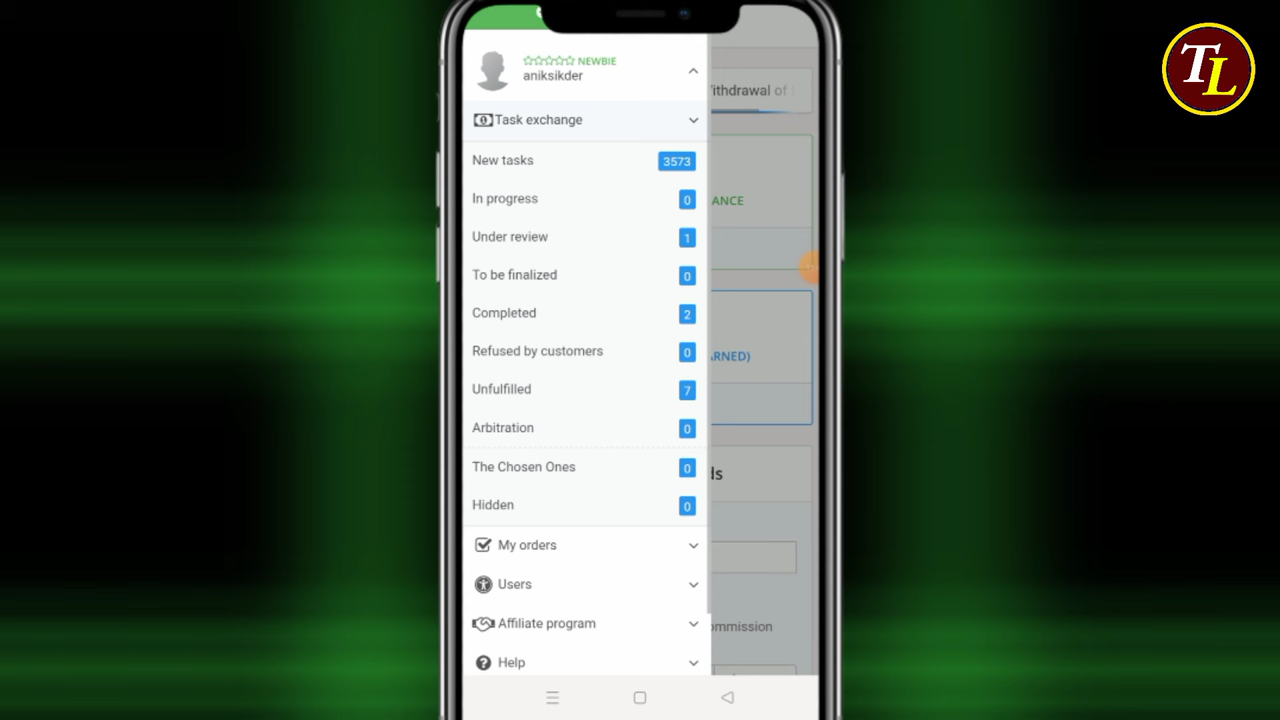 TL
NEWBIE
aniksikder
ithdrawal of
Task exchange
New tasks 3573
In progress 0
ANCE
Under review 1
To be finalized 0
Completed 2
Refused by customers 0
ARNED)
Unfulfilled 7
Arbitration 0
The Chosen Ones 0
ds
Hidden 0
My orders
Users
Affiliate program
ommission
Help